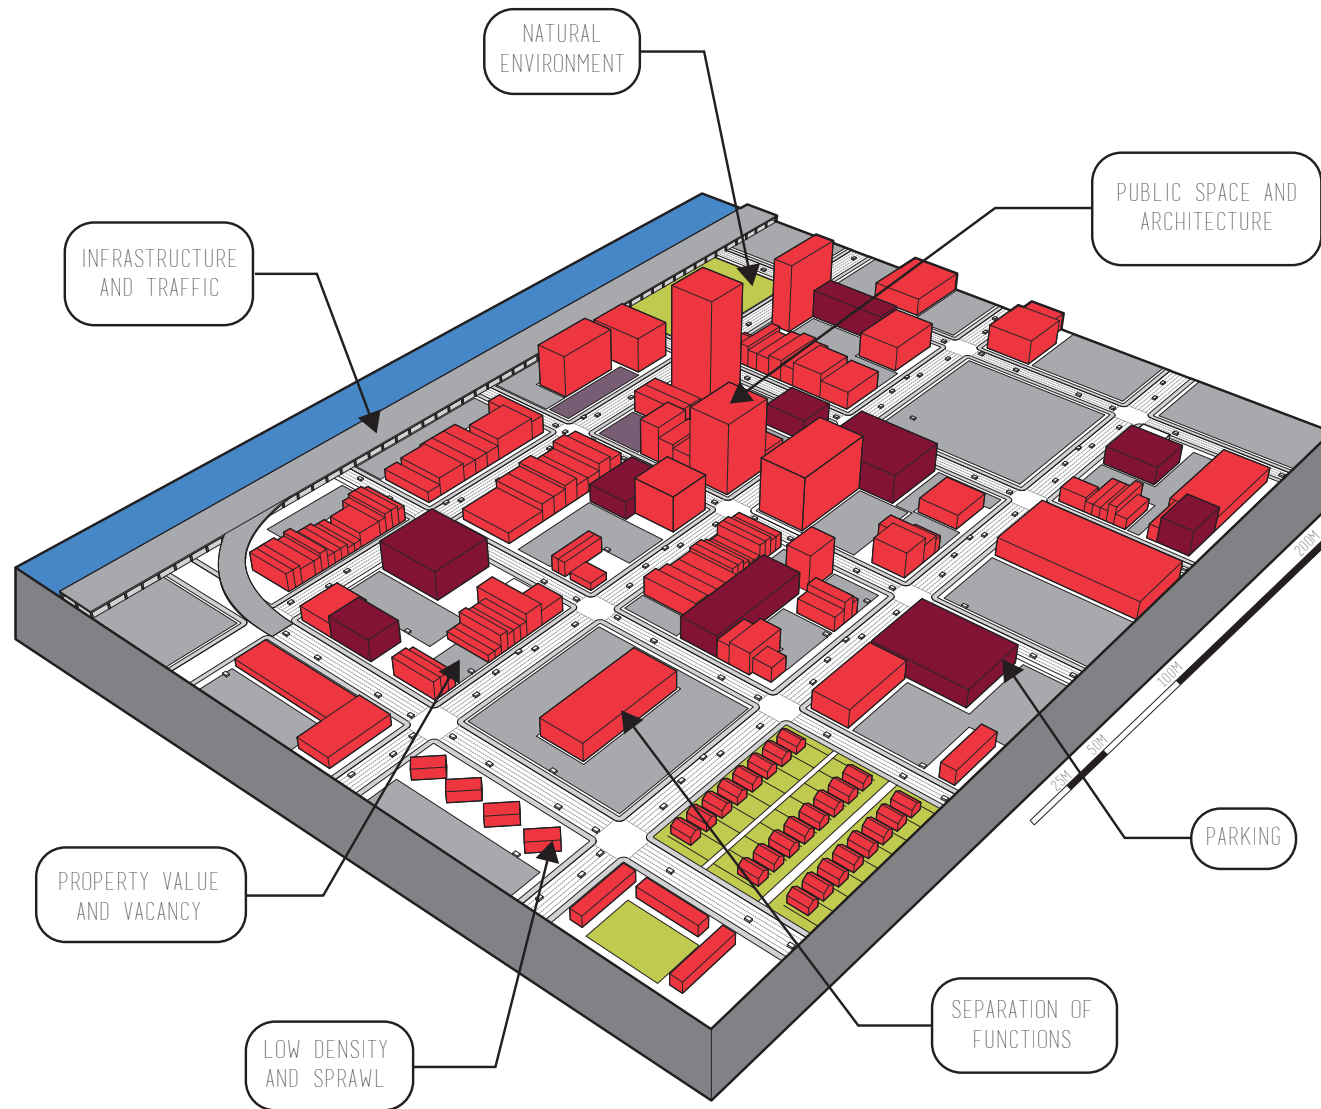 NATURAL
ENVIRONMENT
PUBLIC SPACE AND
ARCHITECTURE
INFRASTRUCTURE
AND TRAFFIC
200M
100M
50M
25M
PARKING
PROPERTY VALUE
AND VACANCY
SEPARATION OF
FUNCTIONS
LOW DENSITY
AND SPRAWL